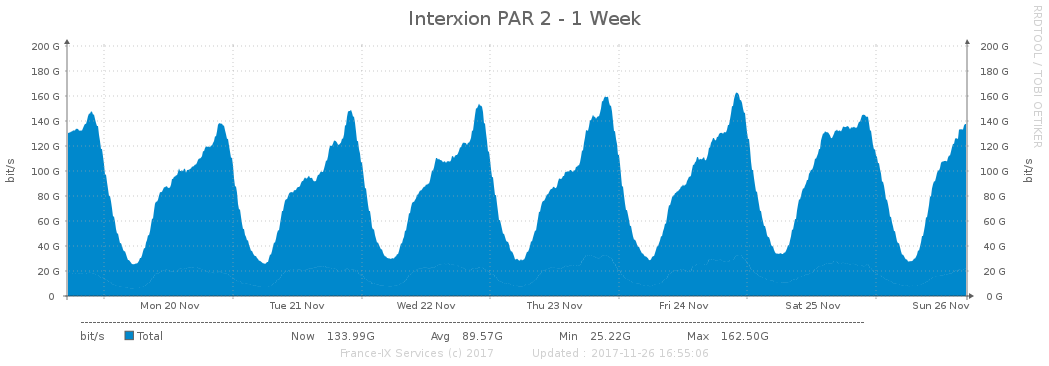 Interxion PAR 2 - 1 Week
RRDTOOL / TOBI OETIKER
200 G 200 G
180 G 180 G
160 G 160 G
140 G 140 G
120 G 120 G
100 G 100 G
80 G 80 G
60 G 60 G
40 G 40 G
20 G 20 G
0 0 G
bit/s
bit/s
Mon 20 Nov Tue 21 Nov Wed 22 Nov Thu 23 Nov Fri 24 Nov Sat 25 Nov Sun 26 Nov
bit/s Total Now 133.99G Avg 89.57G Min 25.22G Max 162.50G
France-IX Services (c) 2017 Updated : 2017-11-26 16:55:06